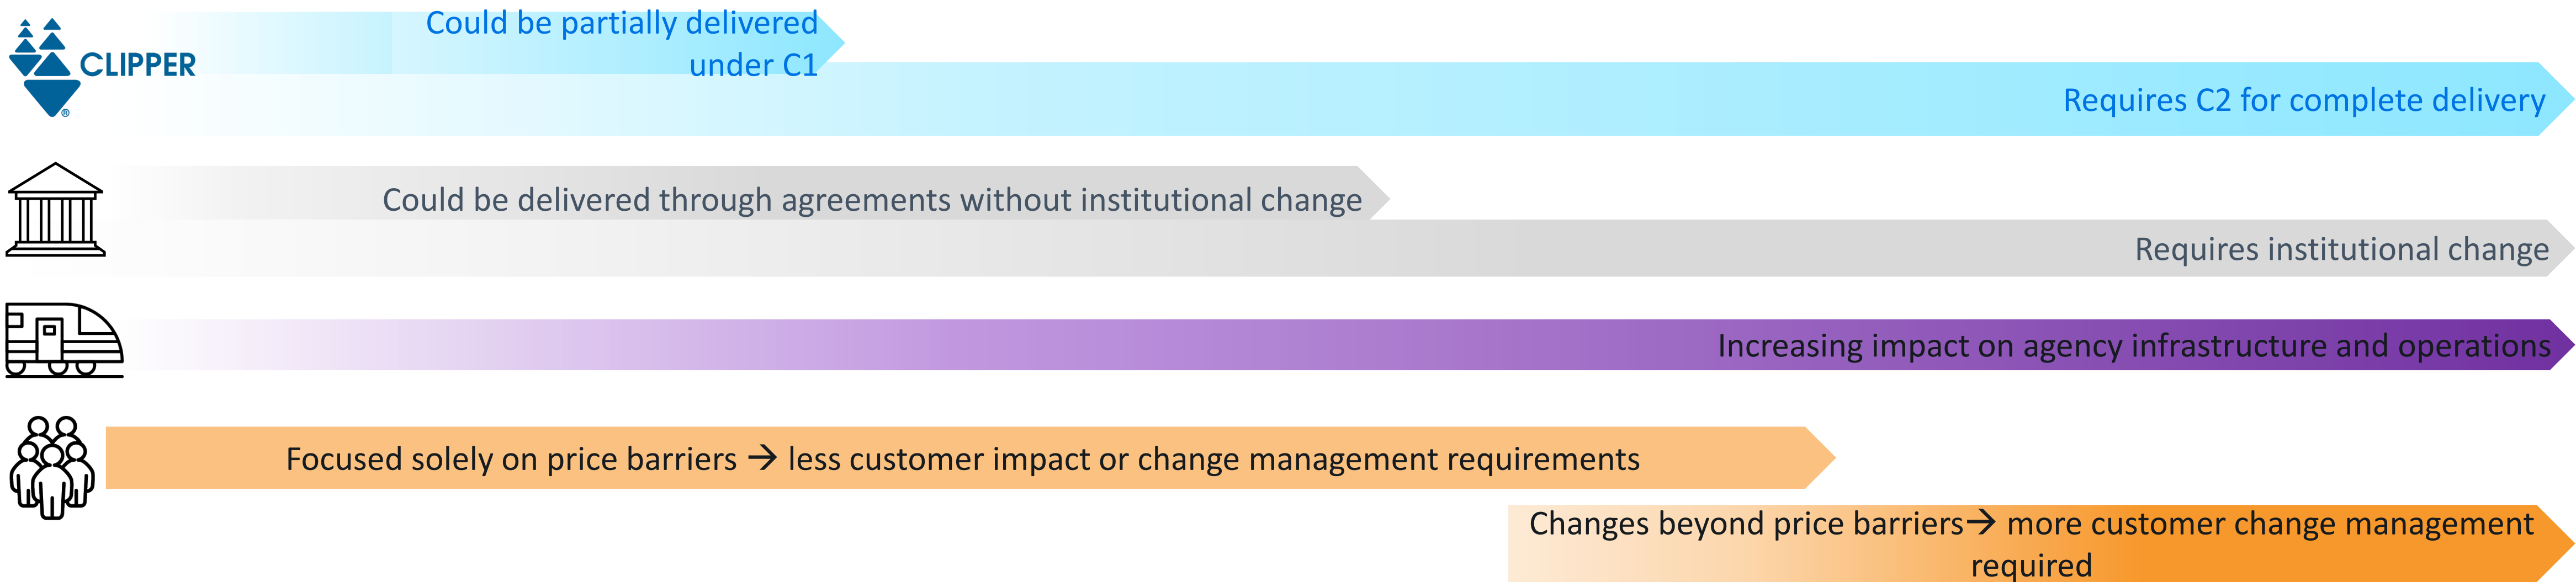 Could be partially delivered
under C1
CLIPPER
®
Requires C2 for complete delivery
Could be delivered through agreements without institutional change
Requires institutional change
Increasing impact on agency infrastructure and operations
Focused solely on price barriers → less customer impact or change management requirements
Changes beyond price barriers→ more customer change management
required